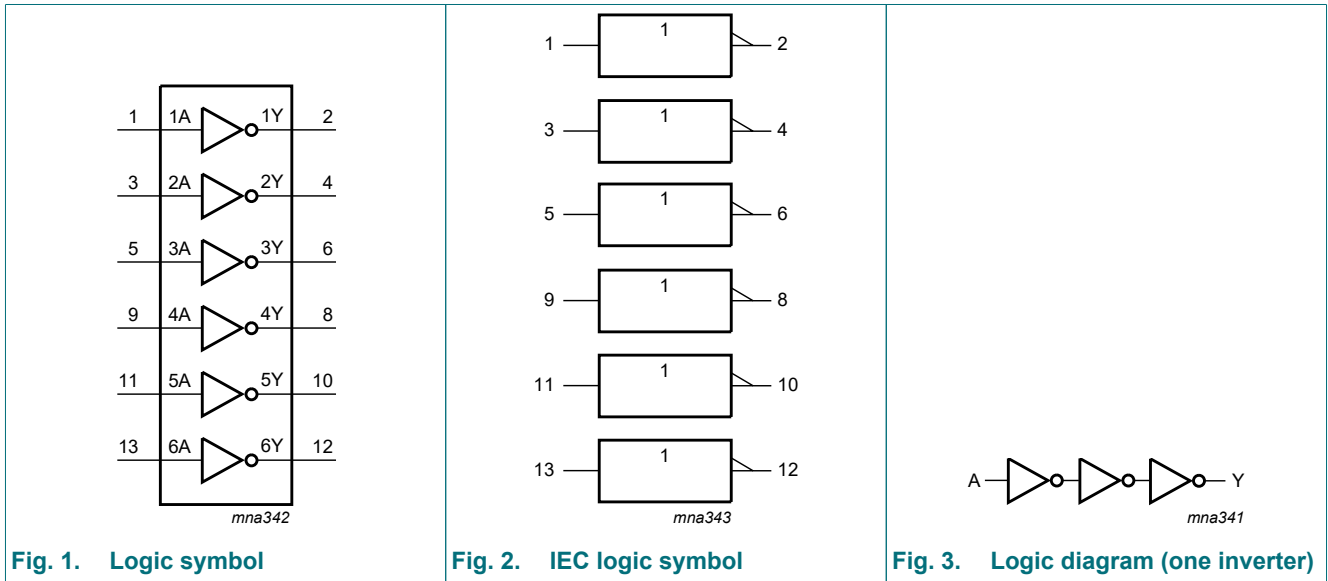 1 1A 1Y 2
3 2A 2Y 4
5 3A 3Y 6
9 4A 4Y 8
11 5A 5Y 10
13 6A 6Y 12
mna342
Fig. 1. Logic symbol
1 1 2
3 1 4
5 1 6
9 1 8
11 1 10
13 1 12
mna343
Fig. 2. IEC logic symbol
A Y
mna341
Fig. 3. Logic diagram (one inverter)